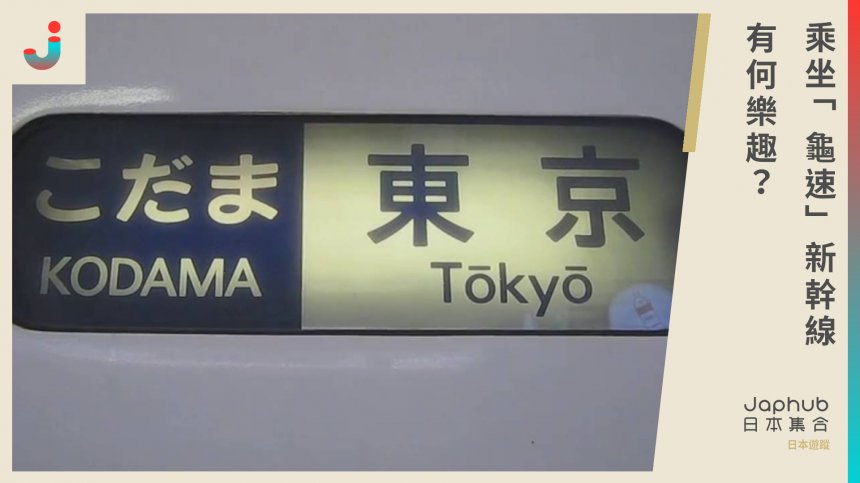 こだま
KODAMA
東京
Tōkyō
乘坐「龜速」新幹線
有何樂趣？
Japhub
日本集合
日本遊蹤